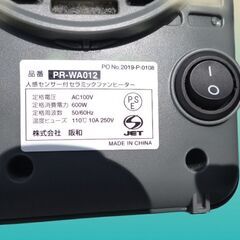 PO No.2019-P-0108
品番 PR-WA012
人感センサー付セラミックファンヒーター
定格電圧 AC100V
定格消費電力 600W
定格周波数 50/60Hz
温度ヒューズ 110℃ 10A 250V
株式会社 阪和
MADE IN CHINA
PS
E
JET